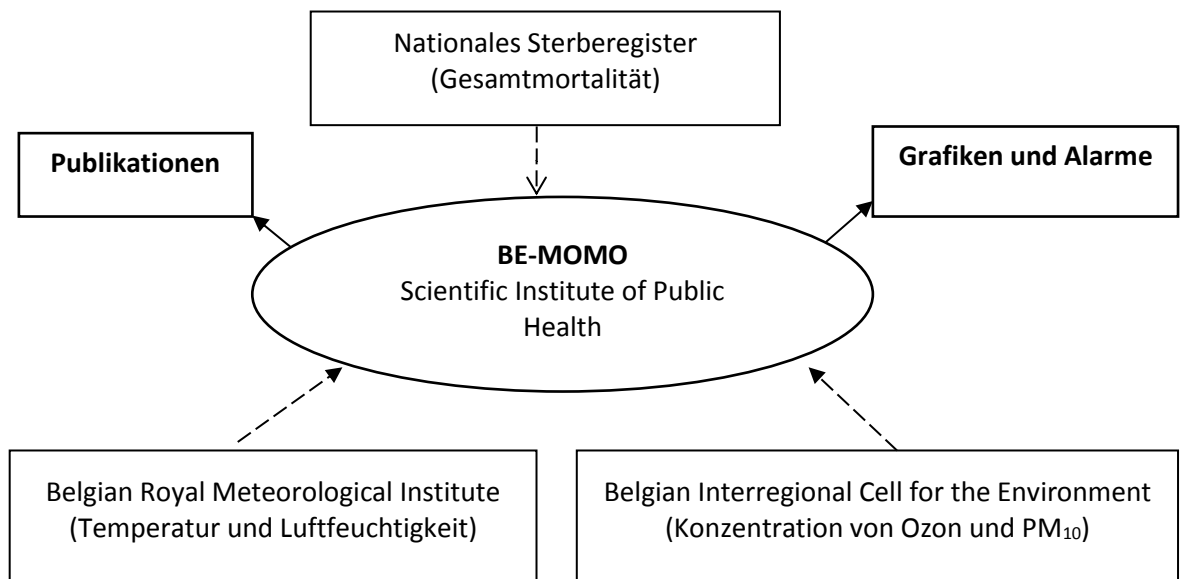 Nationales Sterberegister
(Gesamtmortalität)
Publikationen
Grafiken und Alarme
BE-MOMO
Scientific Institute of Public
Health
Belgian Royal Meteorological Institute
(Temperatur und Luftfeuchtigkeit)
Belgian Interregional Cell for the Environment
(Konzentration von Ozon und PM₁₀)